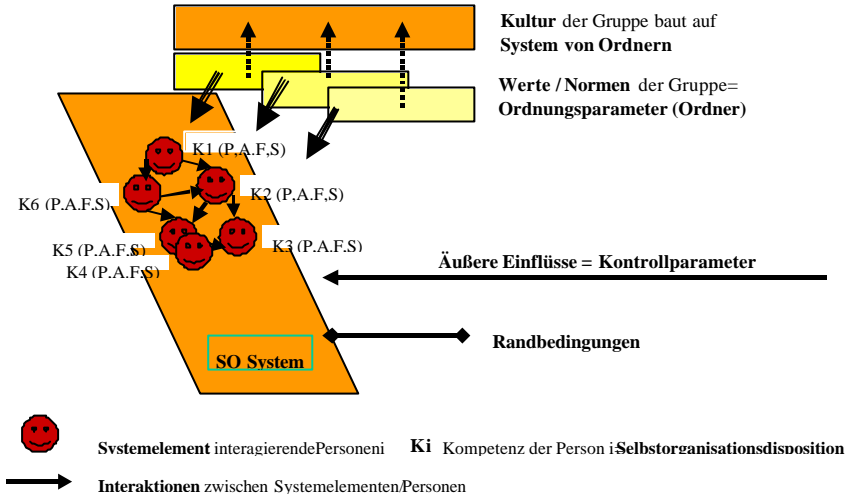 Kultur der Gruppe baut auf
System von Ordnern
Werte / Normen der Gruppe=
Ordnungsparameter (Ordner)
K1 (P,A.F,S)
K2 (P,A.F,S)
K6 (P.A.F.S)
K5 (P.A.F.S)
K3 (P.A.F.S)
K4 (P.A.F.S)
Äußere Einflüsse = Kontrollparameter
Randbedingungen
SO System
Systemelement interagierendePersoneni Ki Kompetenz der Person i=Selbstorganisationsdisposition
Interaktionen zwischen Systemelementen/Personen